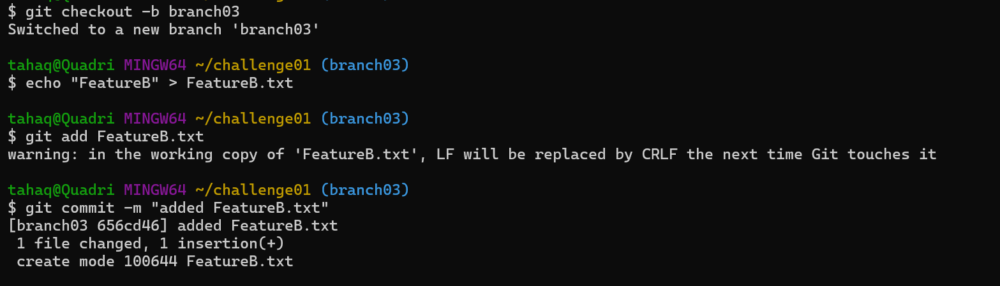 $ git checkout -b branch03
Switched to a new branch 'branch03'
tahaq@Quadri MINGW64 ~/challenge01 (branch03)
$ echo "FeatureB" > FeatureB.txt
tahaq@Quadri MINGW64 ~/challenge01 (branch03)
$ git add FeatureB.txt
warning: in the working copy of 'FeatureB.txt', LF will be replaced by CRLF the next time Git touches it
tahaq@Quadri MINGW64 ~/challenge01 (branch03)
$ git commit -m "added FeatureB.txt"
[branch03 656cd46] added FeatureB.txt
 1 file changed, 1 insertion(+)
 create mode 100644 FeatureB.txt